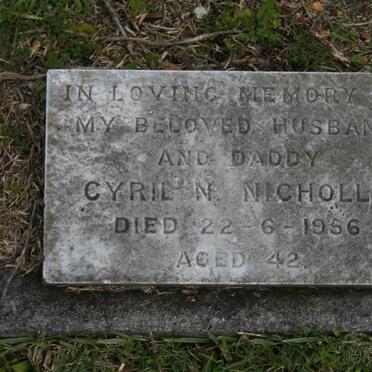 IN LOVING MEMORY
MY BELOVED HUSBAN
AND DADDY
CYRIL N. NICHOLL
DIED 22-6-1956
AGED 42